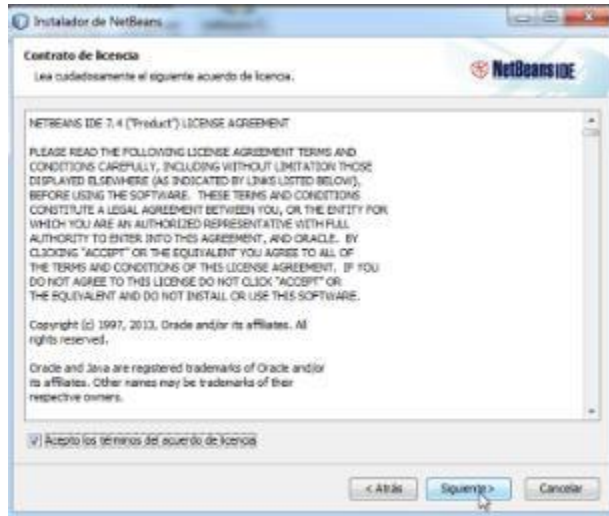 Instalador de NetBeans
Contrato de licencia
Lea cuidadosamente el siguiente acuerdo de licencia.
NetBeans IDE
NETBEANS IDE 7.4 ("Product") LICENSE AGREEMENT
PLEASE READ THE FOLLOWING LICENSE AGREEMENT TERMS AND
CONDITIONS CAREFULLY, INCLUDING WITHOUT LIMITATION THOSE
DISPLAYED ELSEWHERE (AS INDICATED BY LINKS LISTED BELOW),
BEFORE USING THE SOFTWARE. THESE TERMS AND CONDITIONS
CONSTITUTE A LEGAL AGREEMENT BETWEEN YOU, OR THE ENTITY FOR
WHICH YOU ARE AN AUTHORIZED REPRESENTATIVE WITH FULL
AUTHORITY TO ENTER INTO THIS AGREEMENT, AND ORACLE. BY
CLICKING "ACCEPT" OR THE EQUIVALENT YOU AGREE TO ALL OF
THE TERMS AND CONDITIONS OF THIS LICENSE AGREEMENT. IF YOU
DO NOT AGREE TO THIS LICENSE DO NOT CLICK "ACCEPT" OR
THE EQUIVALENT AND DO NOT INSTALL OR USE THIS SOFTWARE.
Copyright (c) 1997, 2013, Oracle and/or its affiliates. All
rights reserved.
Oracle and Java are registered trademarks of Oracle and/or
its affiliates. Other names may be trademarks of their
respective owners.
Acepto los términos del acuerdo de licencia
< Atrás
Siguiente >
Cancelar